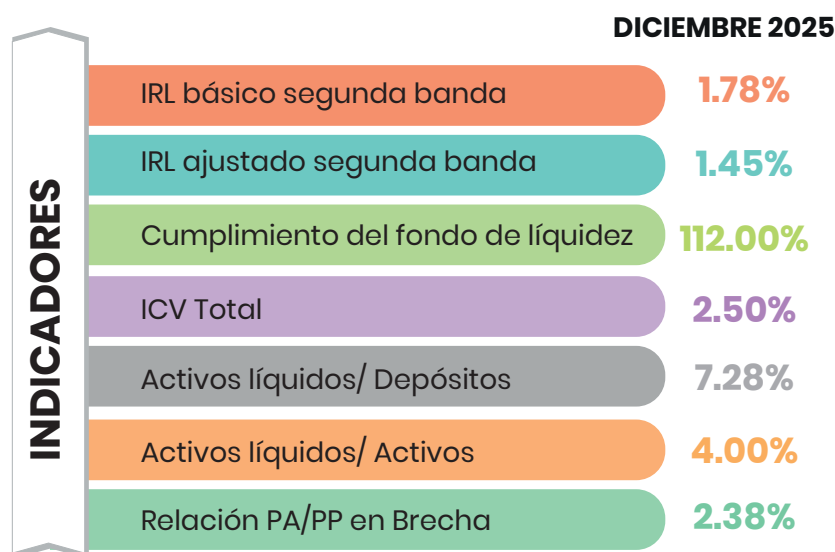 DICIEMBRE 2025
INDICADORES
IRL básico segunda banda 1.78%
IRL ajustado segunda banda 1.45%
Cumplimiento del fondo de líquidez 112.00%
ICV Total 2.50%
Activos líquidos/ Depósitos 7.28%
Activos líquidos/ Activos 4.00%
Relación PA/PP en Brecha 2.38%